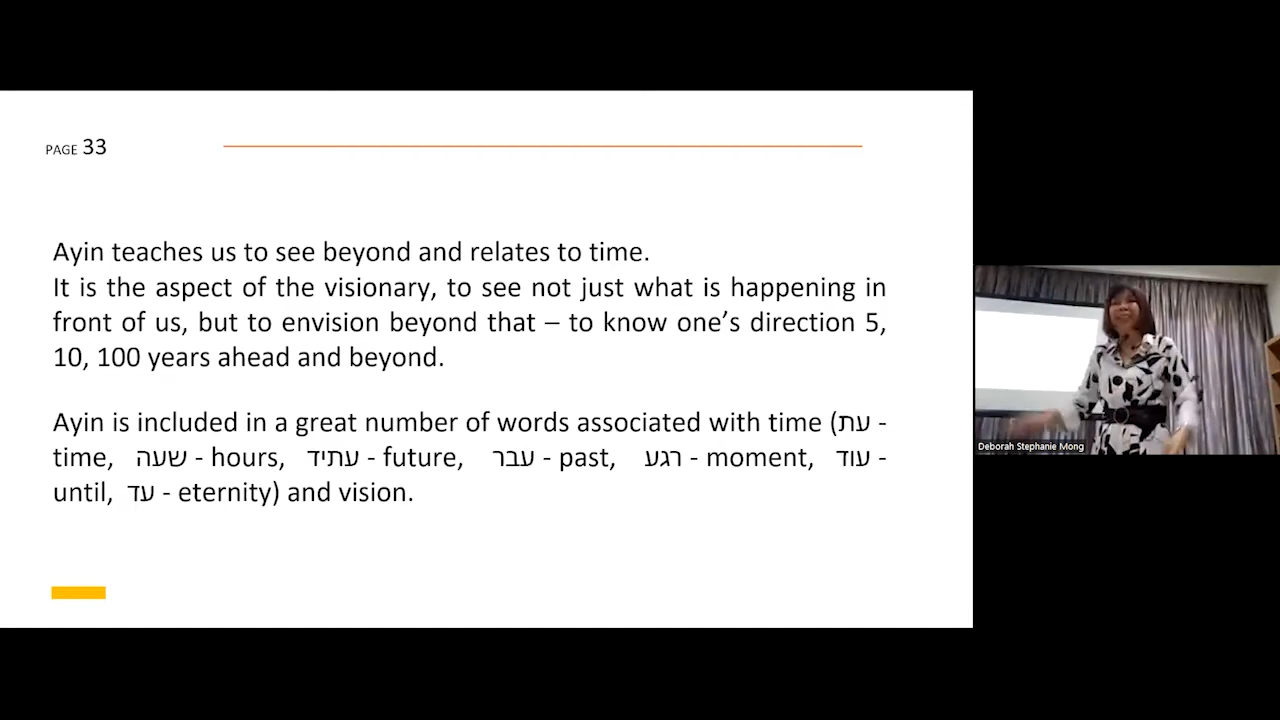 PAGE 33
Ayin teaches us to see beyond and relates to time.
It is the aspect of the visionary, to see not just what is happening in
front of us, but to envision beyond that – to know one’s direction 5,
10, 100 years ahead and beyond.
Ayin is included in a great number of words associated with time (עת -
time, שעה - hours, עתיד - future, עבר - past, רגע - moment, עוד -
until, עד - eternity) and vision.
Deborah Stephanie Mong